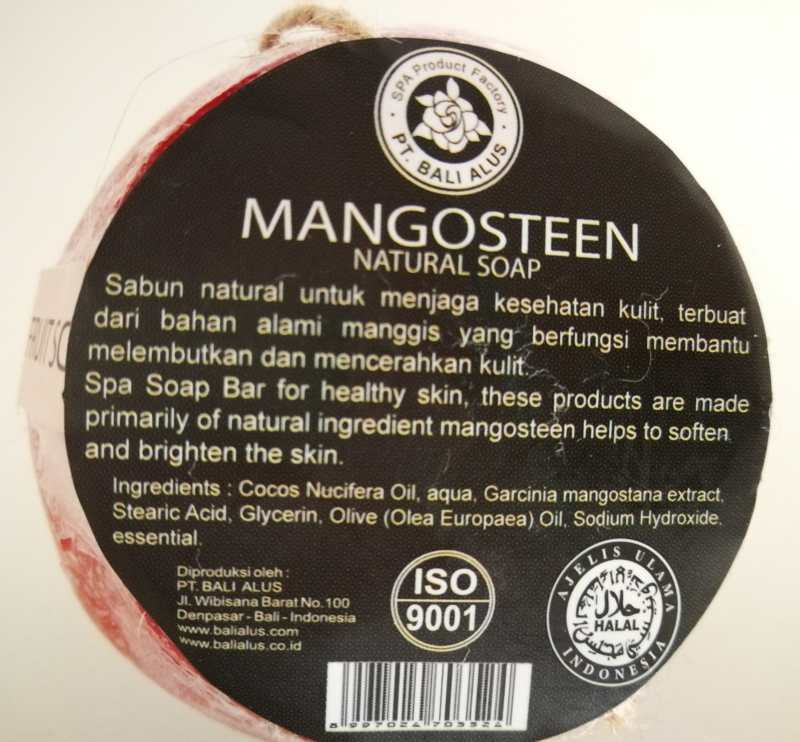 SPA Product Factory
PT. BALI ALUS
MANGOSTEEN
NATURAL SOAP
Sabun natural untuk menjaga kesehatan kulit, terbuat
dari bahan alami manggis yang berfungsi membantu
melembutkan dan mencerahkan kulit.
Spa Soap Bar for healthy skin, these products are made
primarily of natural ingredient mangosteen helps to soften
and brighten the skin.
Ingredients : Cocos Nucifera Oil, aqua, Garcinia mangostana extract,
Stearic Acid, Glycerin, Olive (Olea Europaea) Oil, Sodium Hydroxide,
essential.
Diproduksi oleh :
PT. BALI ALUS
Jl. Wibisana Barat No.100
Denpasar - Bali - Indonesia
www.balialus.com
www.balialus.co.id
ISO
9001
AJELIS ULAMA
حلال
HALAL
INDONESIA